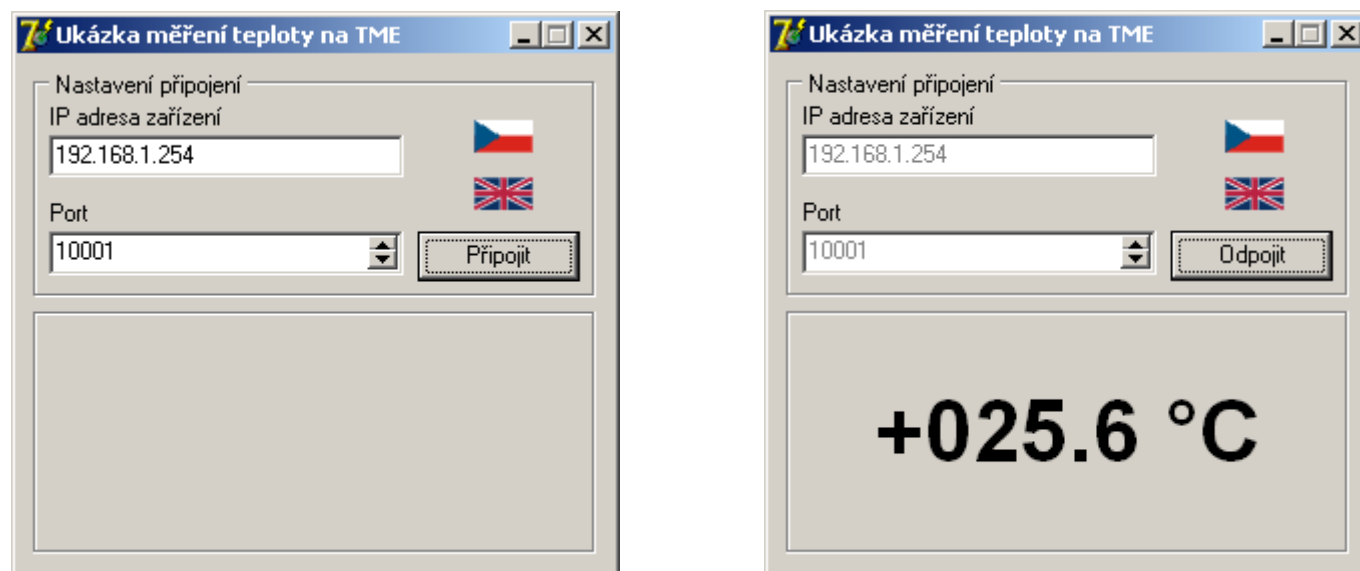 Ukázka měření teploty na TME
Nastavení připojení
IP adresa zařízení
192.168.1.254
Port
10001
Připojit
Ukázka měření teploty na TME
Nastavení připojení
IP adresa zařízení
192.168.1.254
Port
10001
Odpojit
+025.6 °C